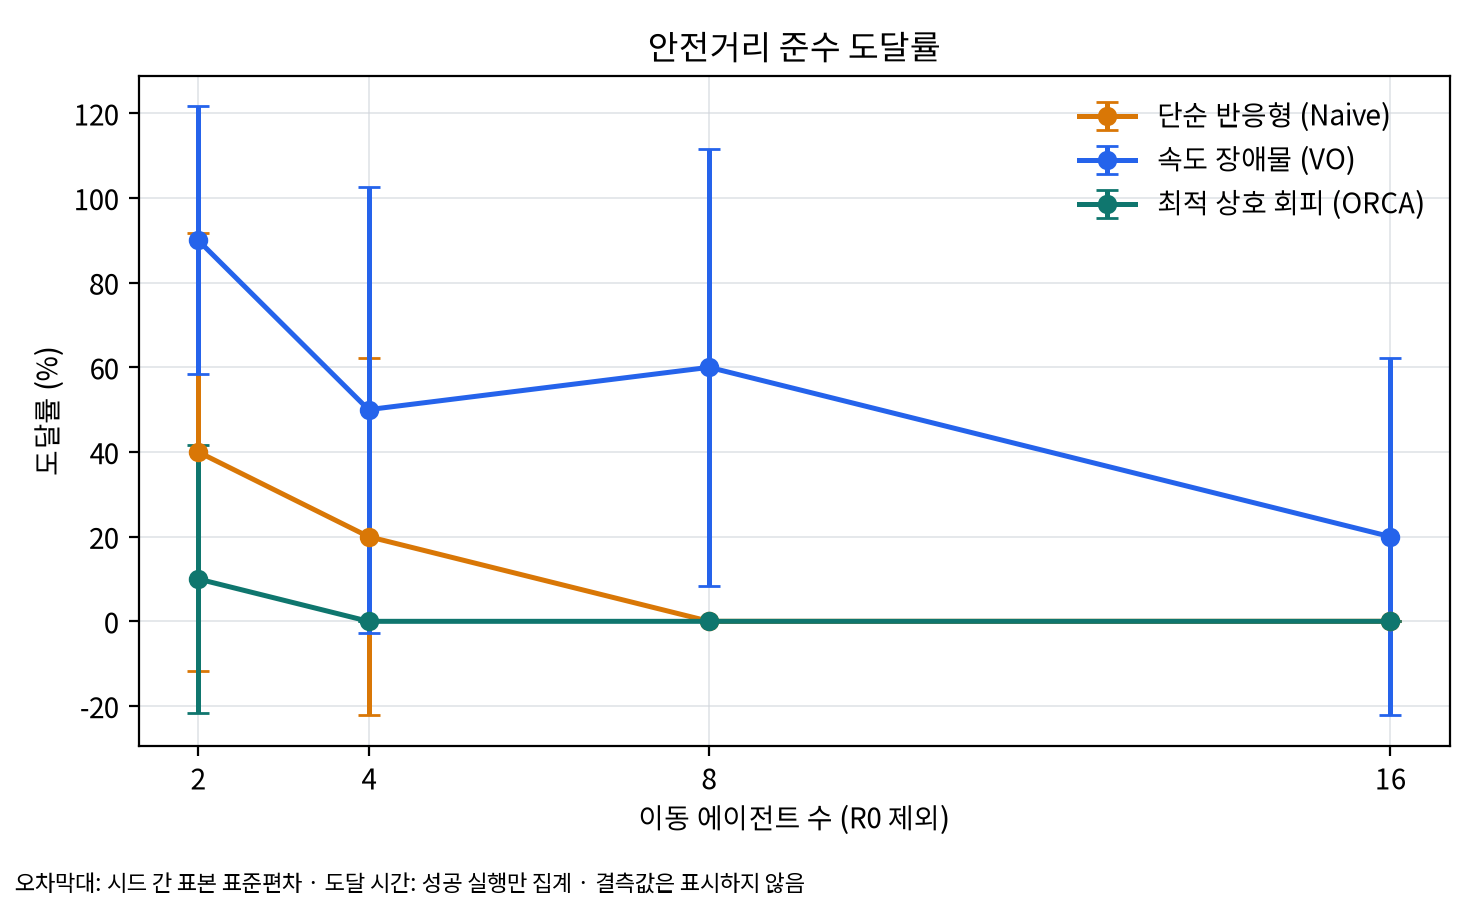 안전거리 준수 도달률
120
100
80
60
40
20
0
-20
도달률 (%)
단순 반응형 (Naive)
속도 장애물 (VO)
최적 상호 회피 (ORCA)
2 4 8 16
이동 에이전트 수 (R0 제외)
오차막대: 시드 간 표본 표준편차 · 도달 시간: 성공 실행만 집계 · 결측값은 표시하지 않음